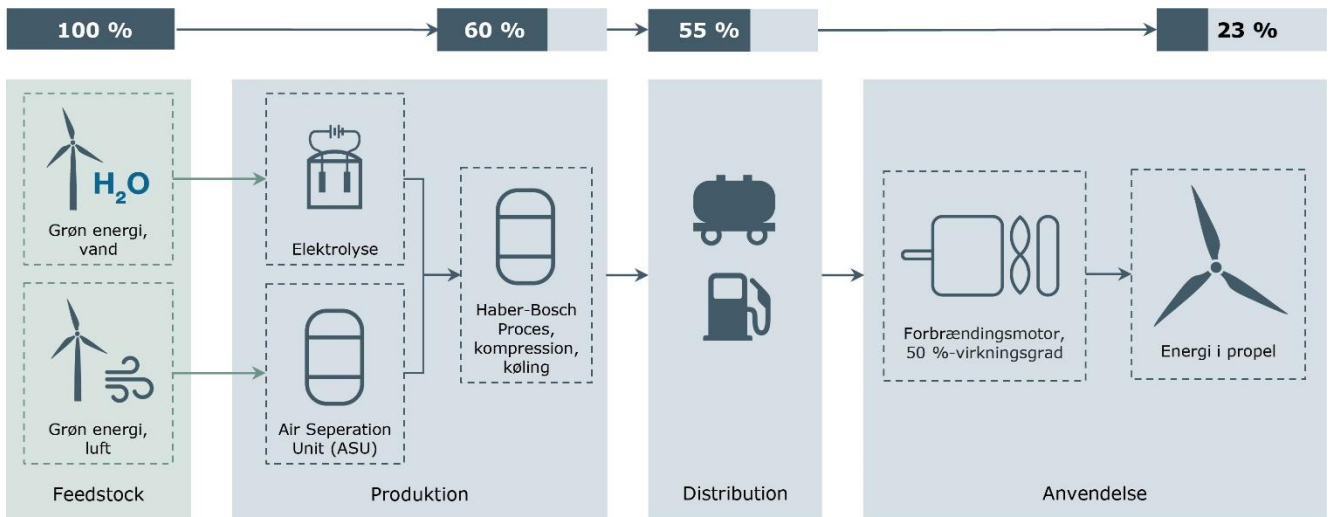 100 %
60 %
55 %
23 %
H₂O
Grøn energi,
vand
Grøn energi,
luft
Feedstock
Elektrolyse
Air Seperation
Unit (ASU)
Haber-Bosch
Proces,
kompression,
køling
Produktion
Distribution
Forbrændingsmotor,
50 %-virkningsgrad
Energi i propel
Anvendelse